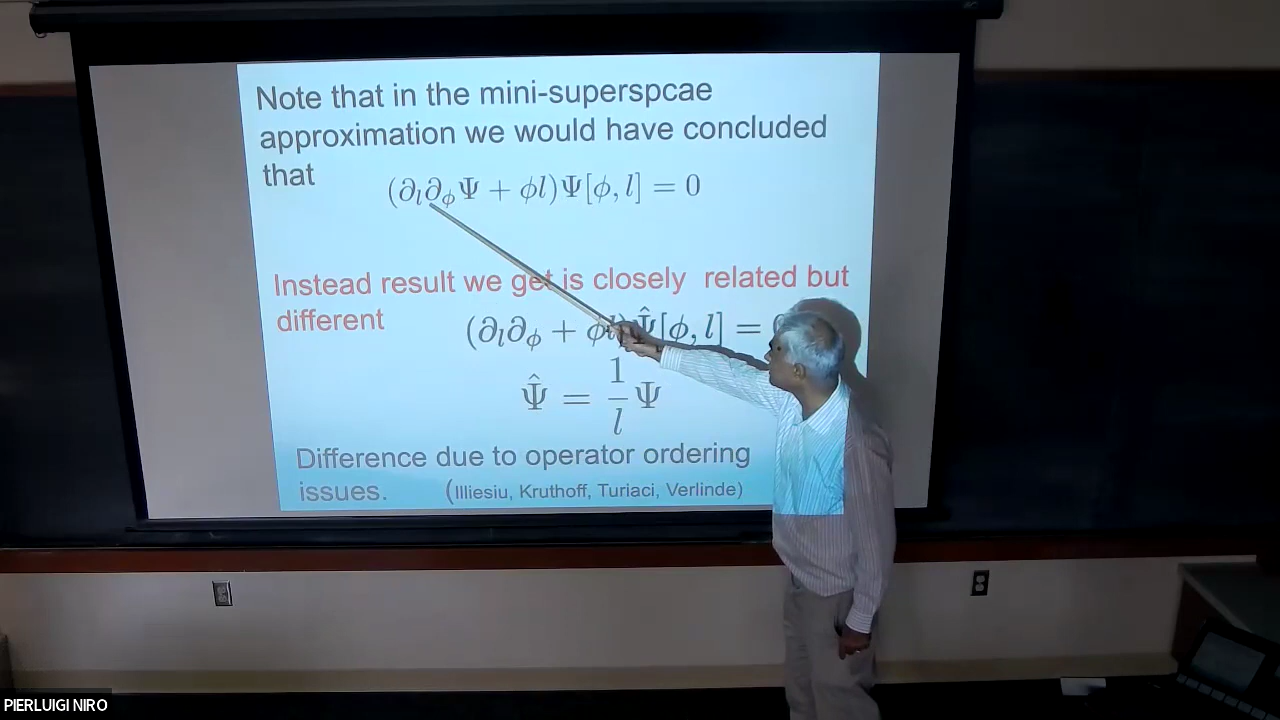 Note that in the mini-superspcae
approximation we would have concluded
that
(∂_l∂_ϕΨ + ϕl)Ψ[ϕ, l] = 0
Instead result we get is closely related but
different
(∂_l∂_ϕ + ϕl)Ψ̂[ϕ, l] =
Ψ̂ = 1/l Ψ
Difference due to operator ordering
issues. (Illiesiu, Kruthoff, Turiaci, Verlinde)
PIERLUIGI NIRO